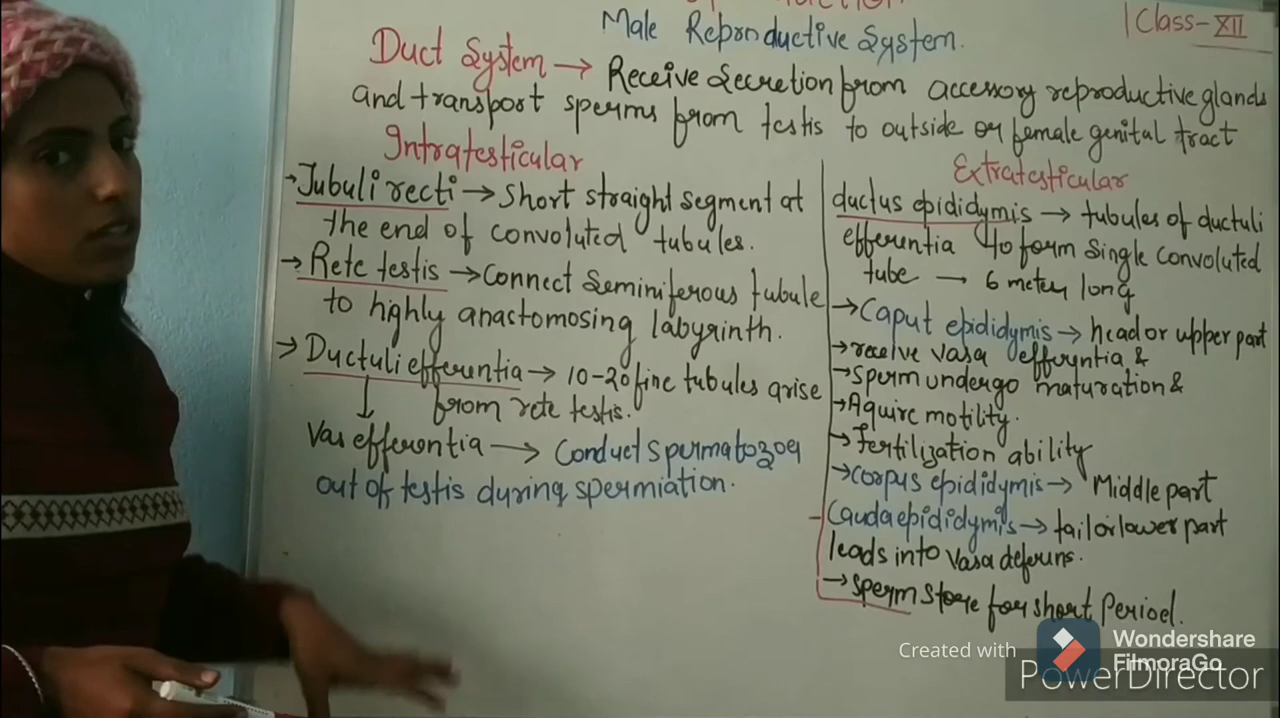 Male Reproductive System.
Class-XII
Duct System → Receive Secretion from accessory reproductive glands
and transport sperms from testis to outside or female genital tract
Intratesticular
→Tubuli recti → Short straight segment at
the end of convoluted tubules.
→ Rete testis → Connect Seminiferous tubule
to highly anastomosing labyrinth.
→ Ductuli efferentia → 10-20 fine tubules arise
from rete testis.
↓
Vas efferentia → Conduct spermatozoa
out of testis during spermiation.
Extratesticular
ductus epididymis → tubules of ductuli
efferentia to form single convoluted
tube → 6 meter long
→ Caput epididymis → head or upper part
→ receive vasa efferentia &
→ Sperm undergo maturation &
→ Aquire motility.
→ Fertilization ability
→ Corpus epididymis → Middle part
Cauda epididymis → tail or lower part
leads into vasa deferens.
→ Sperm store for short Period.
Created with
Wondershare
FilmoraGo
PowerDirector